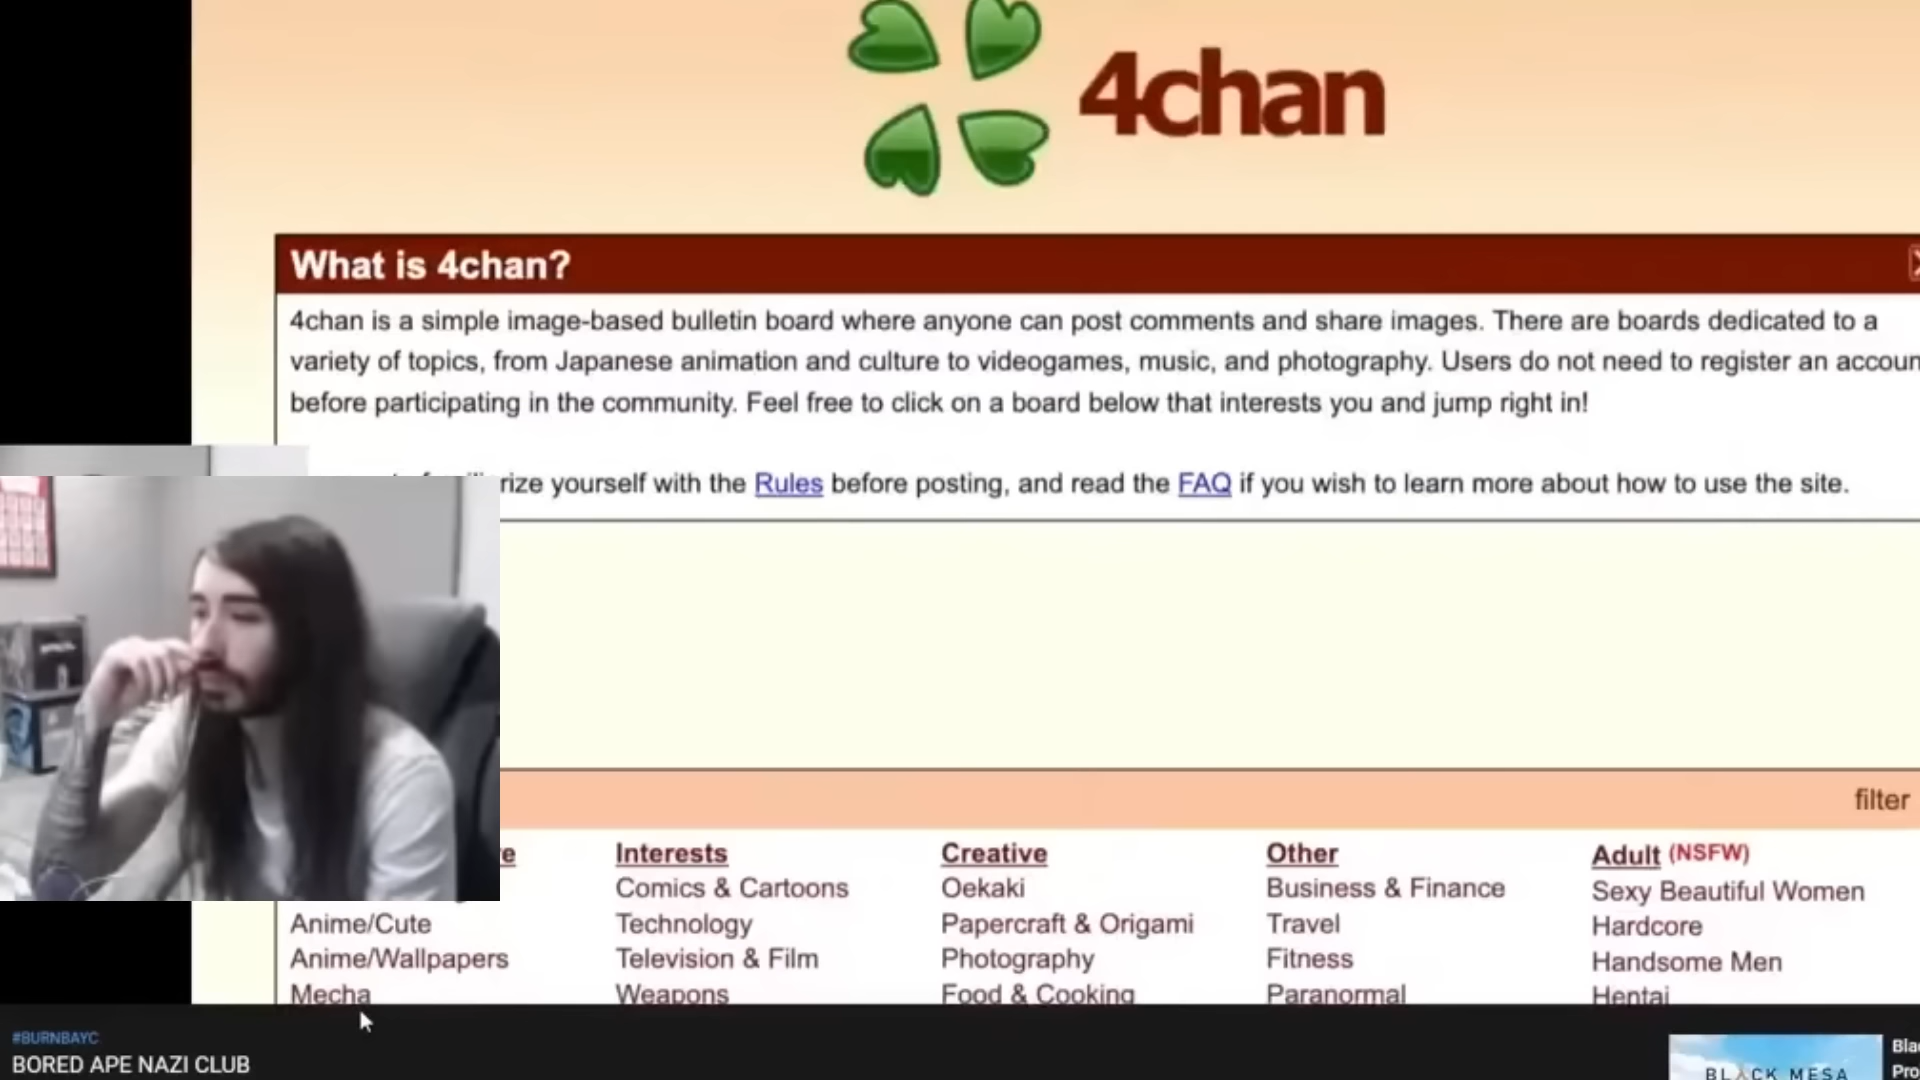 4chan
What is 4chan?
4chan is a simple image-based bulletin board where anyone can post comments and share images. There are boards dedicated to a
variety of topics, from Japanese animation and culture to videogames, music, and photography. Users do not need to register an accoun
before participating in the community. Feel free to click on a board below that interests you and jump right in!
rize yourself with the Rules before posting, and read the FAQ if you wish to learn more about how to use the site.
filter
Interests
Comics & Cartoons
Technology
Television & Film
Weapons
Creative
Oekaki
Papercraft & Origami
Photography
Food & Cooking
Other
Business & Finance
Travel
Fitness
Paranormal
Adult (NSFW)
Sexy Beautiful Women
Hardcore
Handsome Men
Hentai
Anime/Cute
Anime/Wallpapers
Mecha
#BURNBAYC
BORED APE NAZI CLUB
BLACK MESA
Bla
Pro